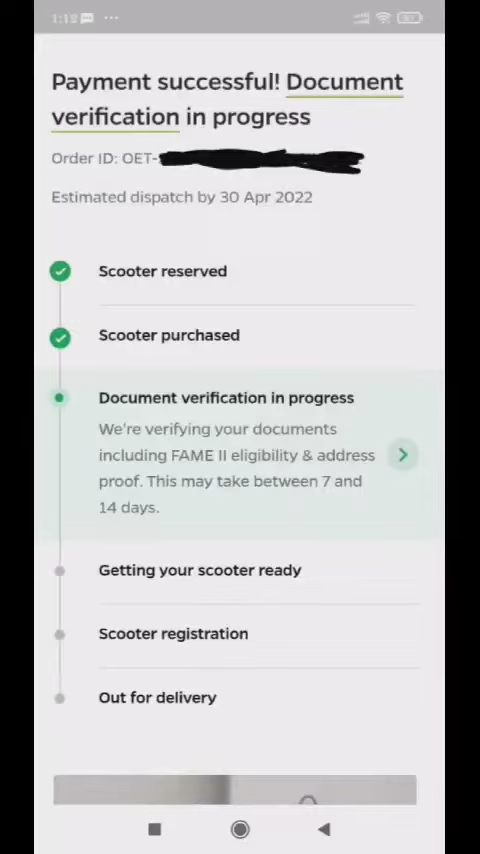 1:12
Payment successful! Document
verification in progress
Order ID: OET-
Estimated dispatch by 30 Apr 2022
Scooter reserved
Scooter purchased
Document verification in progress
We're verifying your documents
including FAME II eligibility & address
proof. This may take between 7 and
14 days.
Getting your scooter ready
Scooter registration
Out for delivery